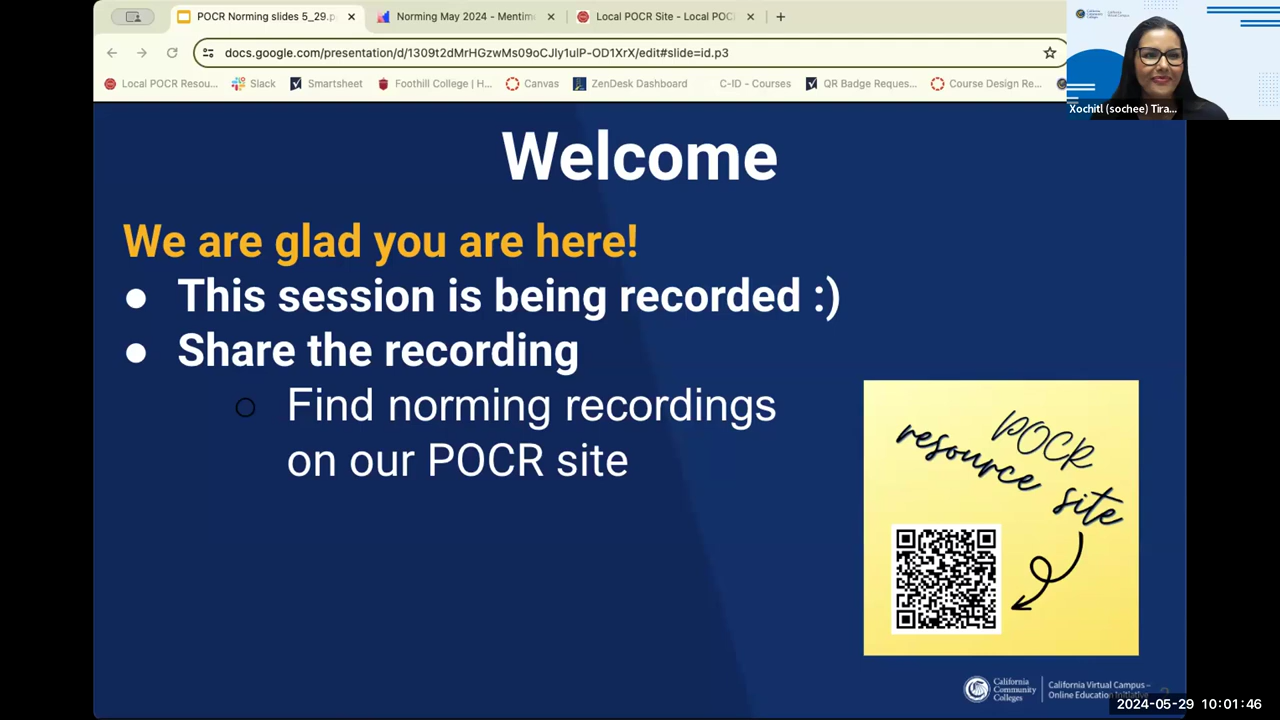 POCR Norming slides 5_29.p
Norming May 2024 - Mentime
Local POCR Site - Local POC
docs.google.com/presentation/d/1309t2dMrHGzwMs09oCJly1ulP-OD1XrX/edit#slide=id.p3
Local POCR Resou...
Slack
Smartsheet
Foothill College | H...
Canvas
ZenDesk Dashboard
C-ID - Courses
QR Badge Reques...
Course Design Re...
Xochitl (sochee) Tira...
Welcome
We are glad you are here!
● This session is being recorded :)
● Share the recording
○ Find norming recordings
on our POCR site
POCR
resource site
California
Community
Colleges
California Virtual Campus –
Online Education Initiative
2024-05-29 10:01:46